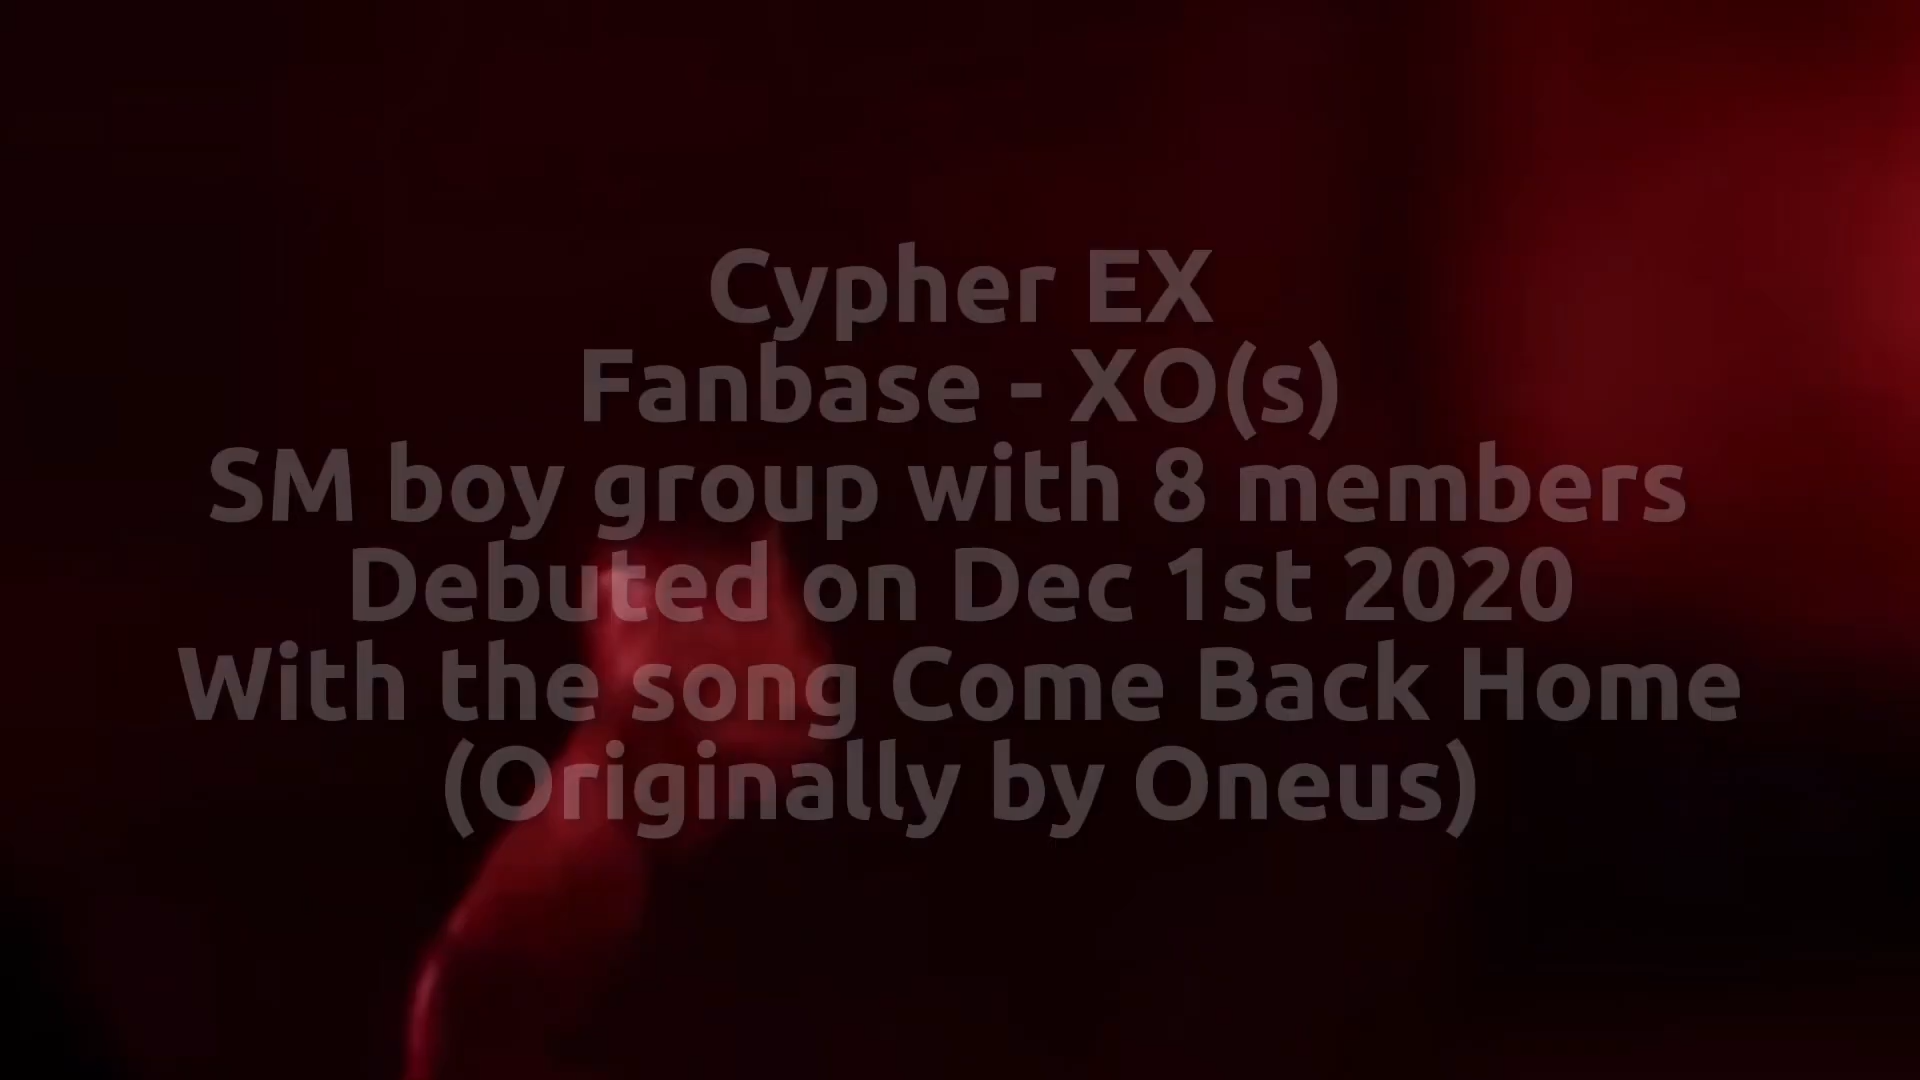 Cypher EX
Fanbase - XO(s)
SM boy group with 8 members
Debuted on Dec 1st 2020
With the song Come Back Home
(Originally by Oneus)